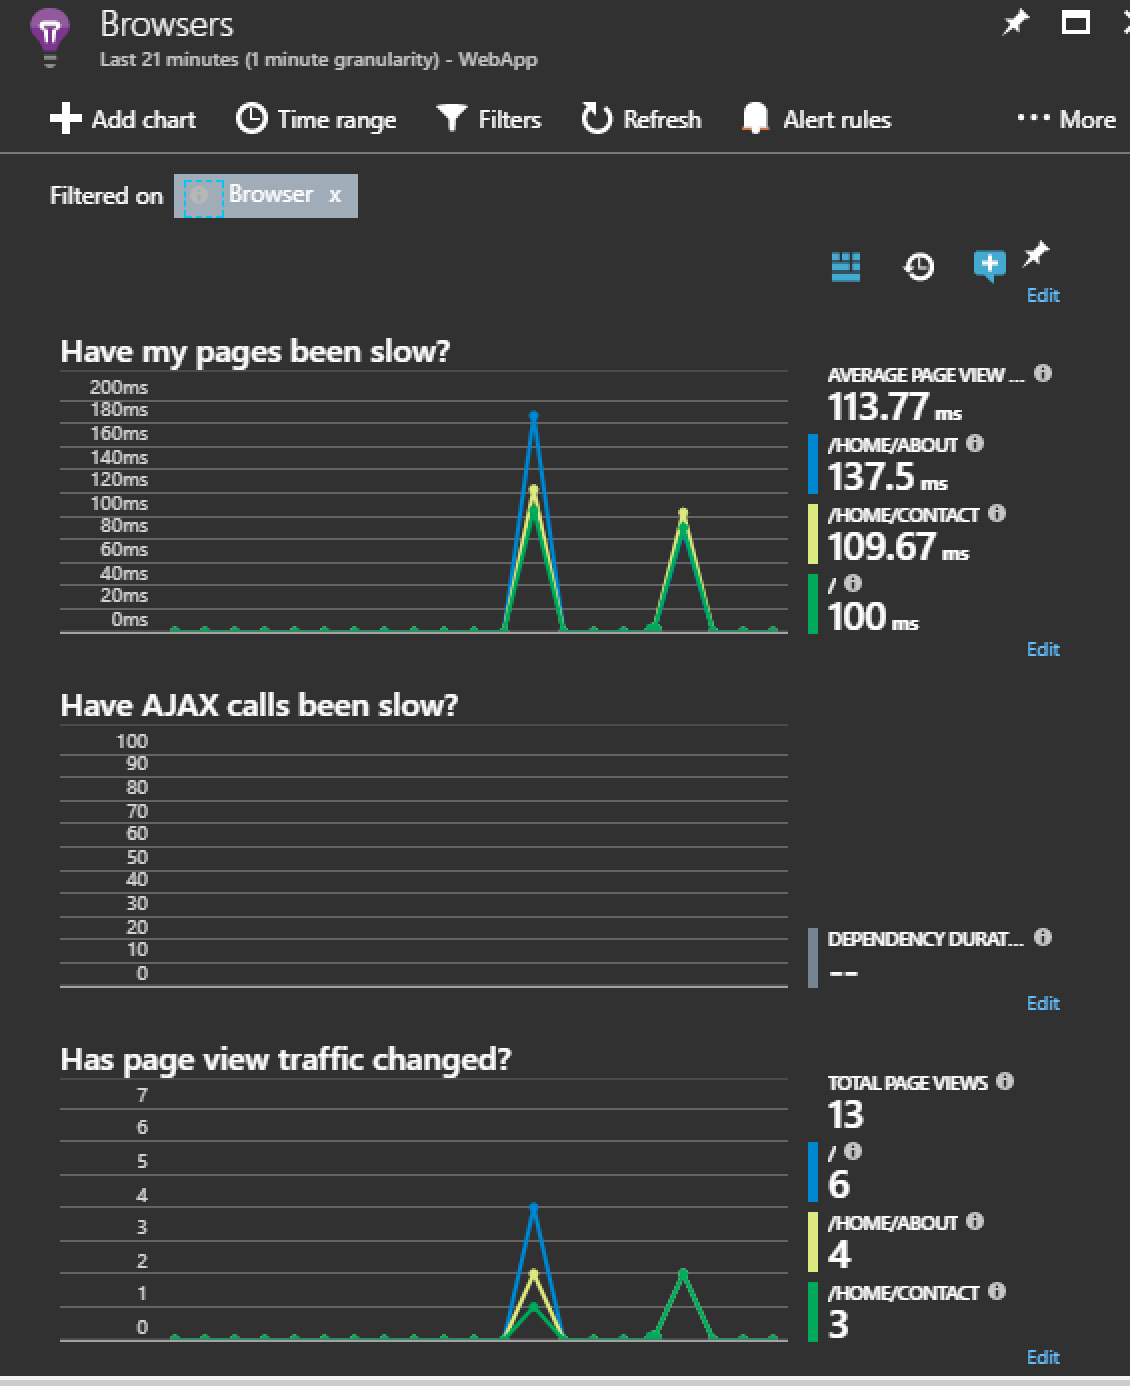 Browsers
Last 21 minutes (1 minute granularity) - WebApp
Add chart
Time range
Filters
Refresh
Alert rules
More
Filtered on
Browser x
Edit
Have my pages been slow?
200ms
180ms
160ms
140ms
120ms
100ms
80ms
60ms
40ms
20ms
0ms
AVERAGE PAGE VIEW ...
113.77 ms
/HOME/ABOUT
137.5 ms
/HOME/CONTACT
109.67 ms
/
100 ms
Edit
Have AJAX calls been slow?
100
90
80
70
60
50
40
30
20
10
0
DEPENDENCY DURAT...
--
Edit
Has page view traffic changed?
7
6
5
4
3
2
1
0
TOTAL PAGE VIEWS
13
/
6
/HOME/ABOUT
4
/HOME/CONTACT
3
Edit